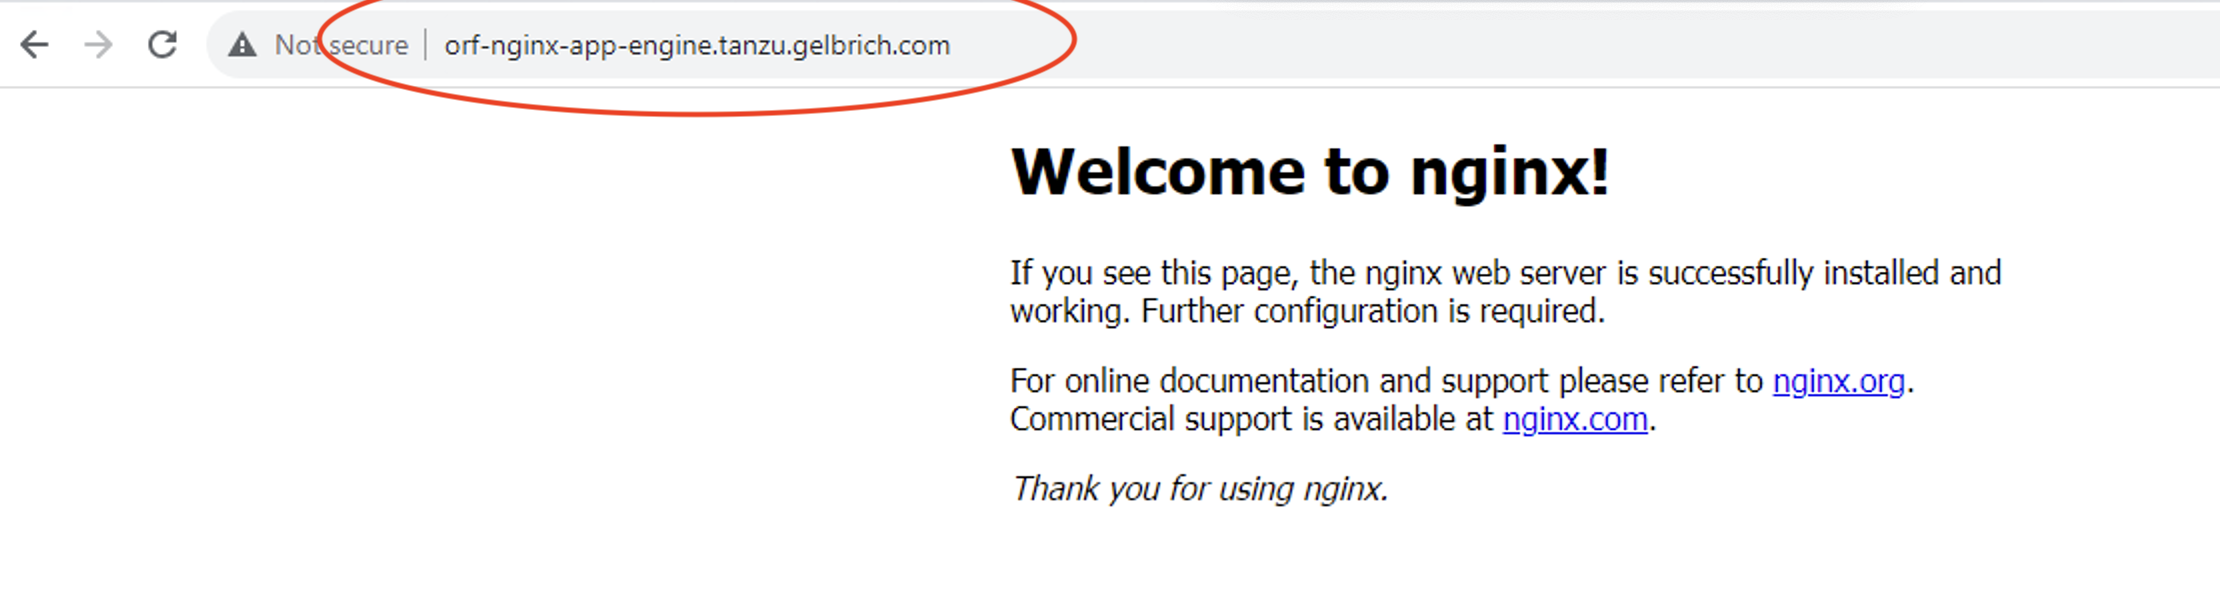 Not secure | orf-nginx-app-engine.tanzu.gelbrich.com
Welcome to nginx!
If you see this page, the nginx web server is successfully installed and
working. Further configuration is required.
For online documentation and support please refer to nginx.org.
Commercial support is available at nginx.com.
Thank you for using nginx.